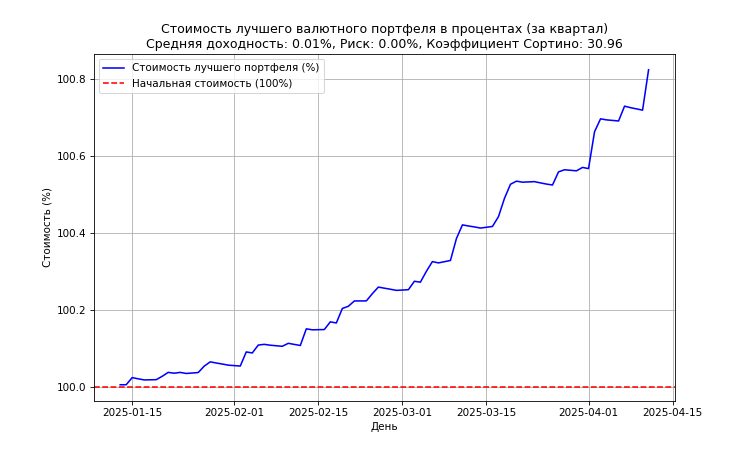 Стоимость лучшего валютного портфеля в процентах (за квартал)
Средняя доходность: 0.01%, Риск: 0.00%, Коэффициент Сортино: 30.96
Стоимость лучшего портфеля (%)
Начальная стоимость (100%)
Стоимость (%)
100.8
100.6
100.4
100.2
100.0
2025-01-15
2025-02-01
2025-02-15
2025-03-01
2025-03-15
2025-04-01
2025-04-15
День